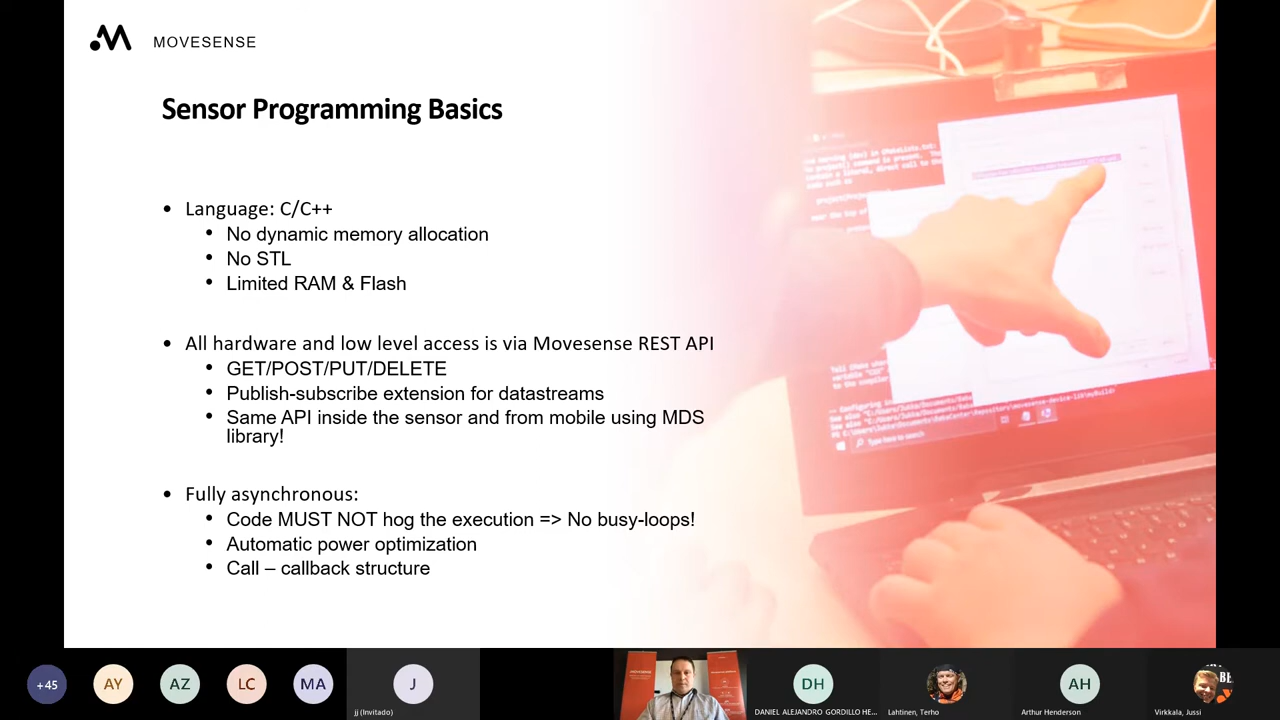 MOVESENSE
Sensor Programming Basics
• Language: C/C++
• No dynamic memory allocation
• No STL
• Limited RAM & Flash
• All hardware and low level access is via Movesense REST API
• GET/POST/PUT/DELETE
• Publish-subscribe extension for datastreams
• Same API inside the sensor and from mobile using MDS
library!
• Fully asynchronous:
• Code MUST NOT hog the execution => No busy-loops!
• Automatic power optimization
• Call – callback structure
+45
AY
AZ
LC
MA
J
jj (Invitado)
DH
DANIEL ALEJANDRO GORDILLO HE...
Lahtinen, Terho
AH
Arthur Henderson
Virkkala, Jussi